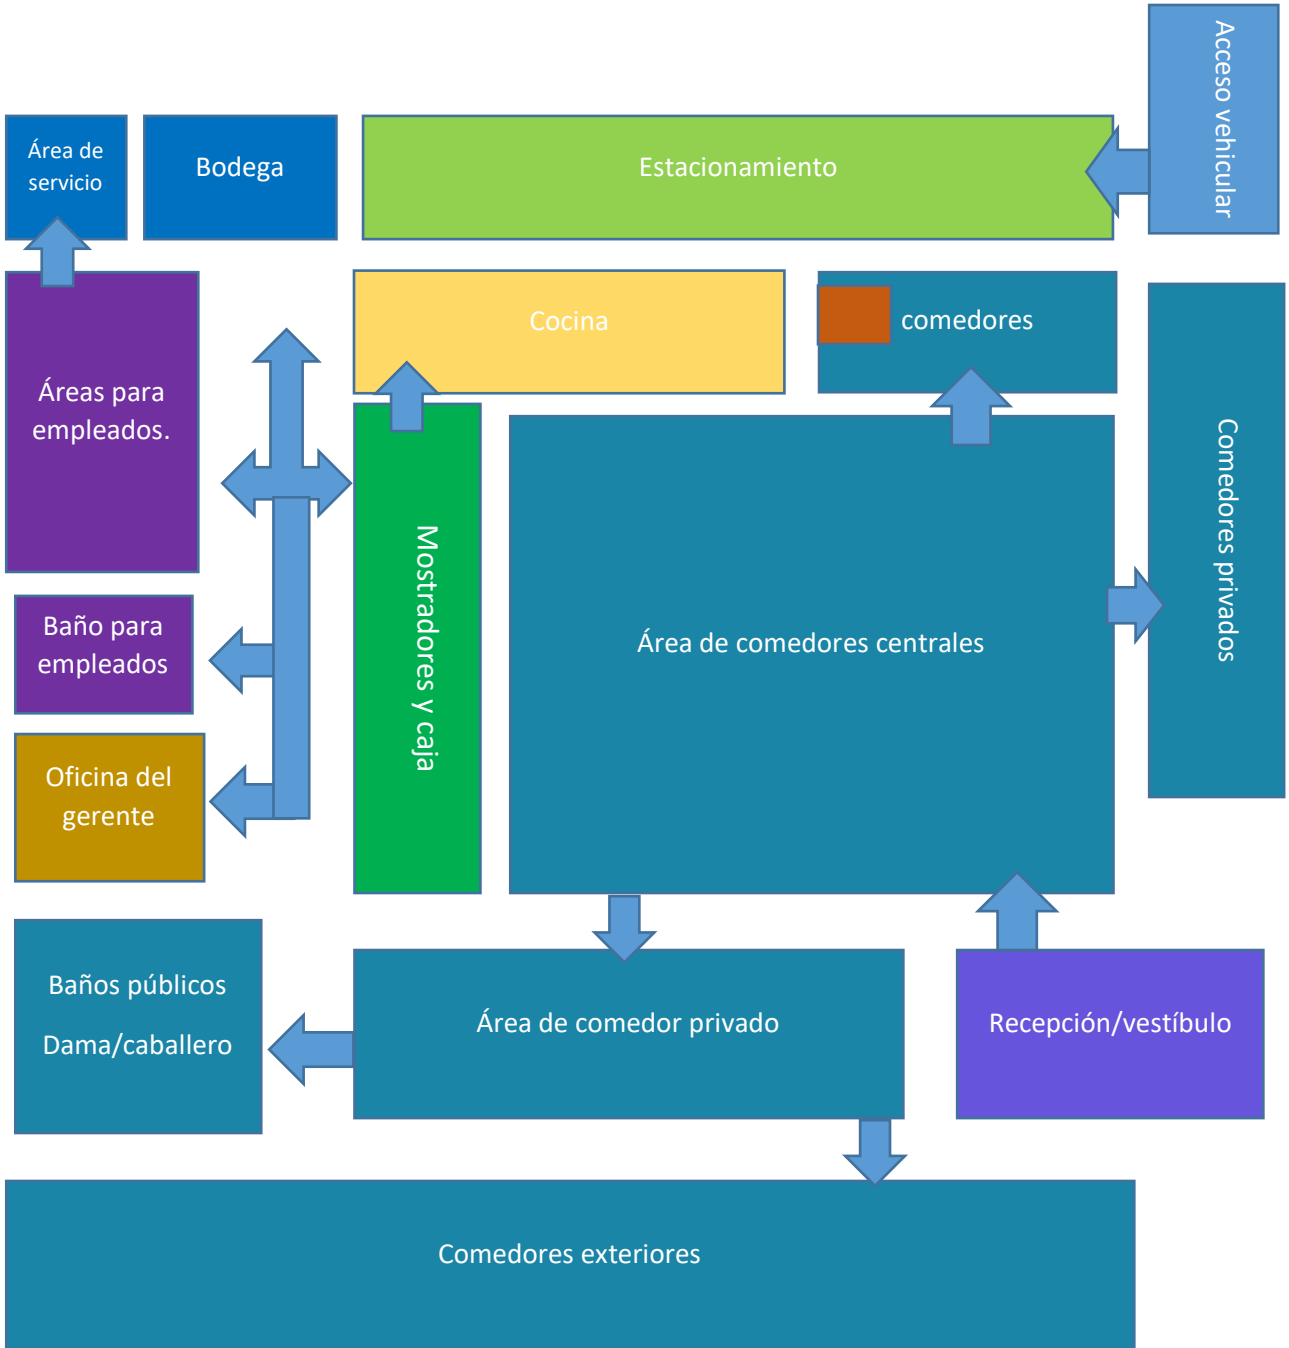 Acceso vehicular
Área de
servicio
Bodega
Estacionamiento
Cocina
comedores
Áreas para
empleados.
Comedores privados
Mostradores y caja
Baño para
empleados
Área de comedores centrales
Oficina del
gerente
Baños públicos
Dama/caballero
Área de comedor privado
Recepción/vestíbulo
Comedores exteriores